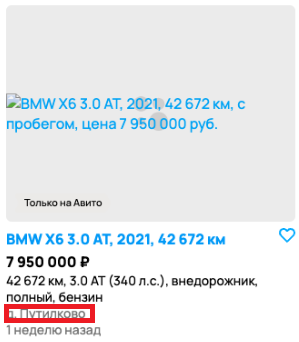 BMW X6 3.0 AT, 2021, 42 672 км, с
пробегом, цена 7 950 000 руб.
Только на Авито
BMW X6 3.0 AT, 2021, 42 672 км
7 950 000 ₽
42 672 км, 3.0 AT (340 л.с.), внедорожник,
полный, бензин
д. Путилково
1 неделю назад